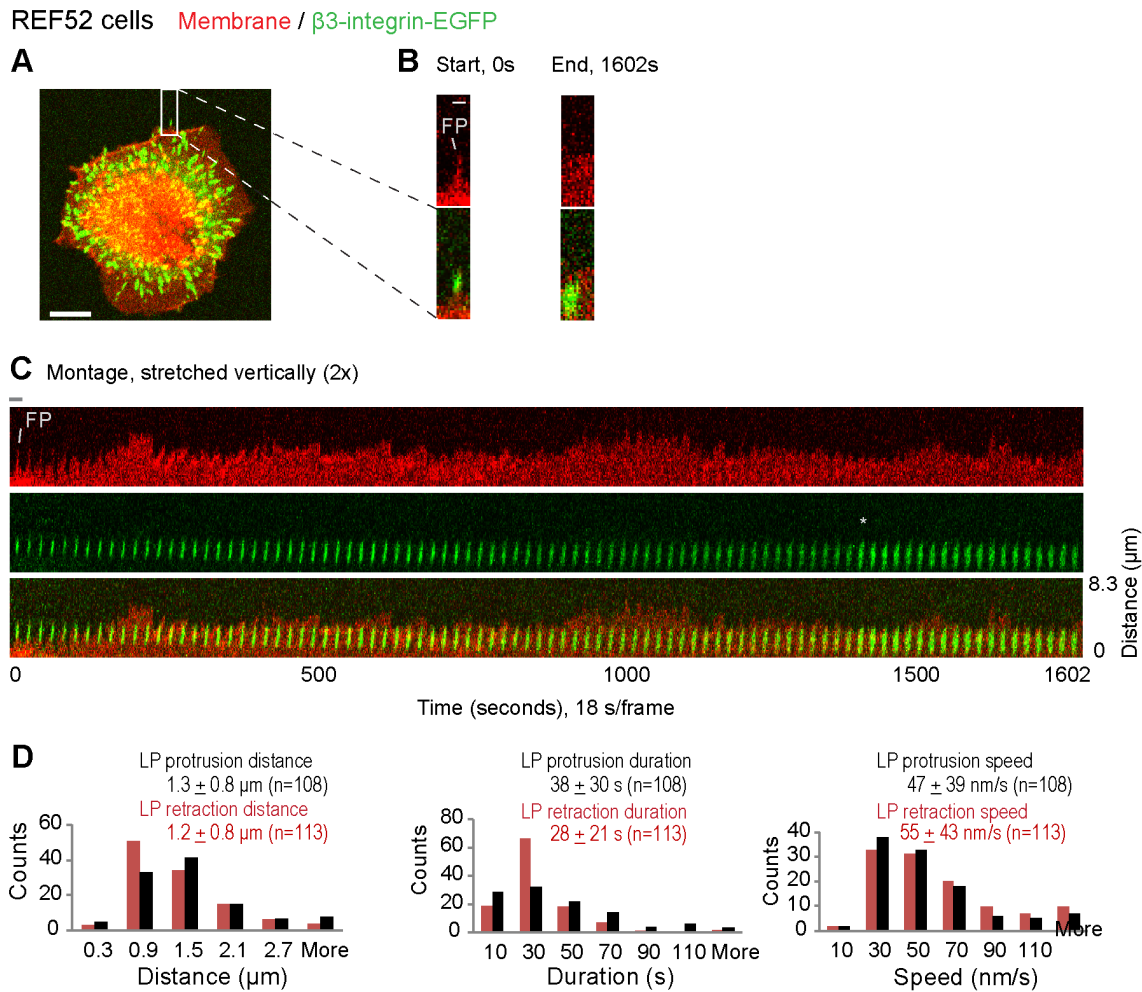 REF52 cells Membrane / β3-integrin-EGFP
A
B Start, 0s End, 1602s
FP
C Montage, stretched vertically (2x)
FP
*
8.3
0
Distance (µm)
0 500 1000 1500 1602
Time (seconds), 18 s/frame
D
LP protrusion distance
1.3 ± 0.8 µm (n=108)
LP retraction distance
1.2 ± 0.8 µm (n=113)
60
40
20
0
Counts
0.3 0.9 1.5 2.1 2.7 More
Distance (µm)
LP protrusion duration
38 ± 30 s (n=108)
LP retraction duration
28 ± 21 s (n=113)
80
60
40
20
0
Counts
10 30 50 70 90 110 More
Duration (s)
LP protrusion speed
47 ± 39 nm/s (n=108)
LP retraction speed
55 ± 43 nm/s (n=113)
40
30
20
10
0
Counts
10 30 50 70 90 110 More
Speed (nm/s)